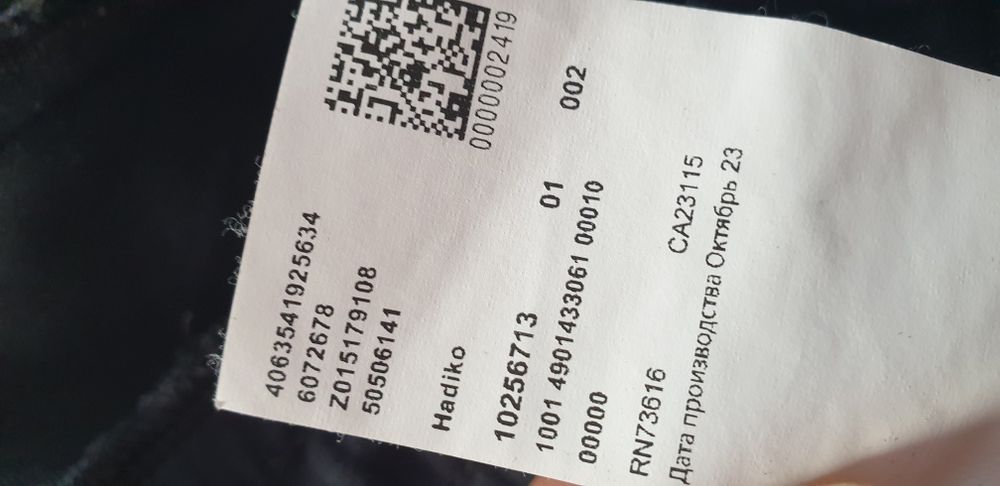 4063541925634
6072678
Z015179108
50506141
0000002419
Hadiko
10256713 01 002
1001 4901433061 00010
00000
RN73616 CA23115
Дата производства Октябрь 23